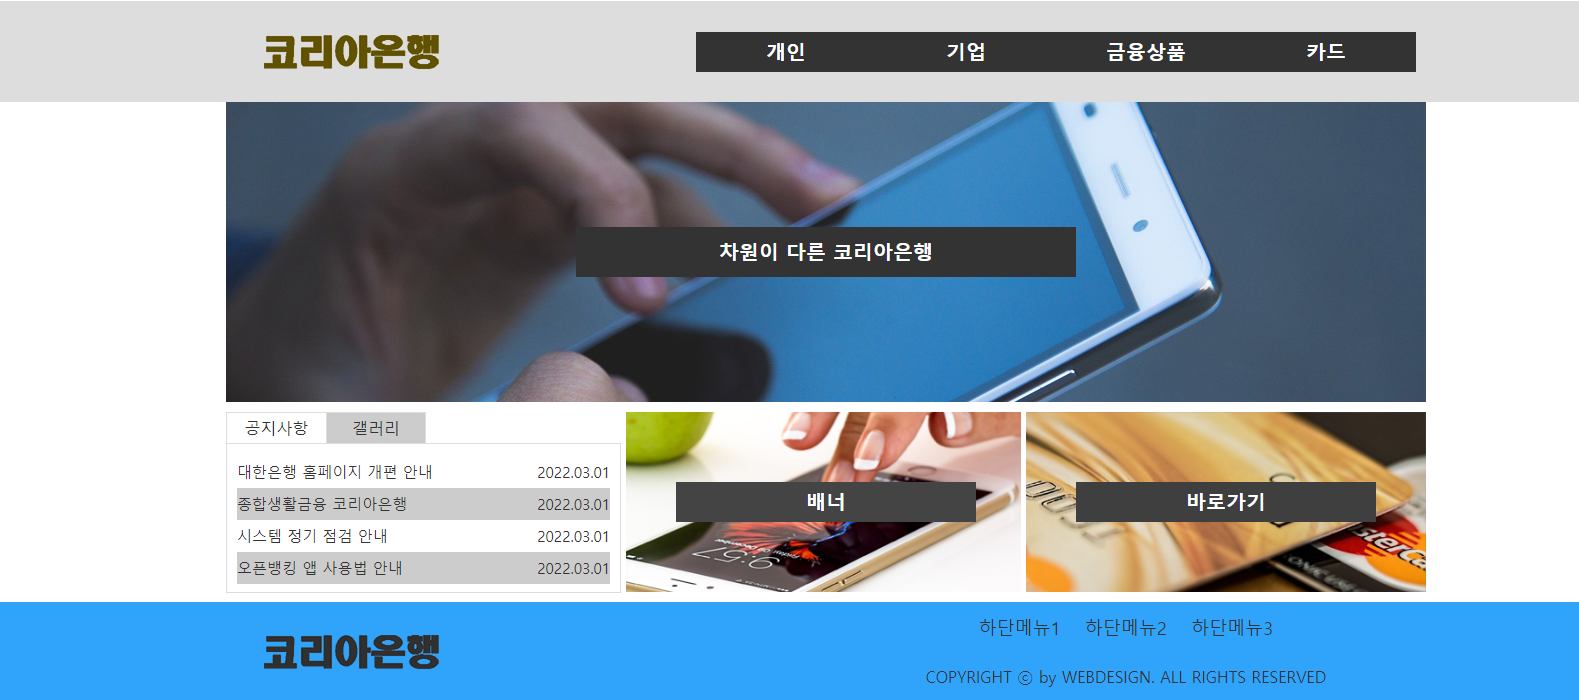 코리아은행
개인 기업 금융상품 카드
차원이 다른 코리아은행
공지사항 갤러리
대한은행 홈페이지 개편 안내 2022.03.01
종합생활금융 코리아은행 2022.03.01
시스템 정기 점검 안내 2022.03.01
오픈뱅킹 앱 사용법 안내 2022.03.01
9:57
배너
바로가기
코리아은행
하단메뉴1 하단메뉴2 하단메뉴3
COPYRIGHT ⓒ by WEBDESIGN. ALL RIGHTS RESERVED